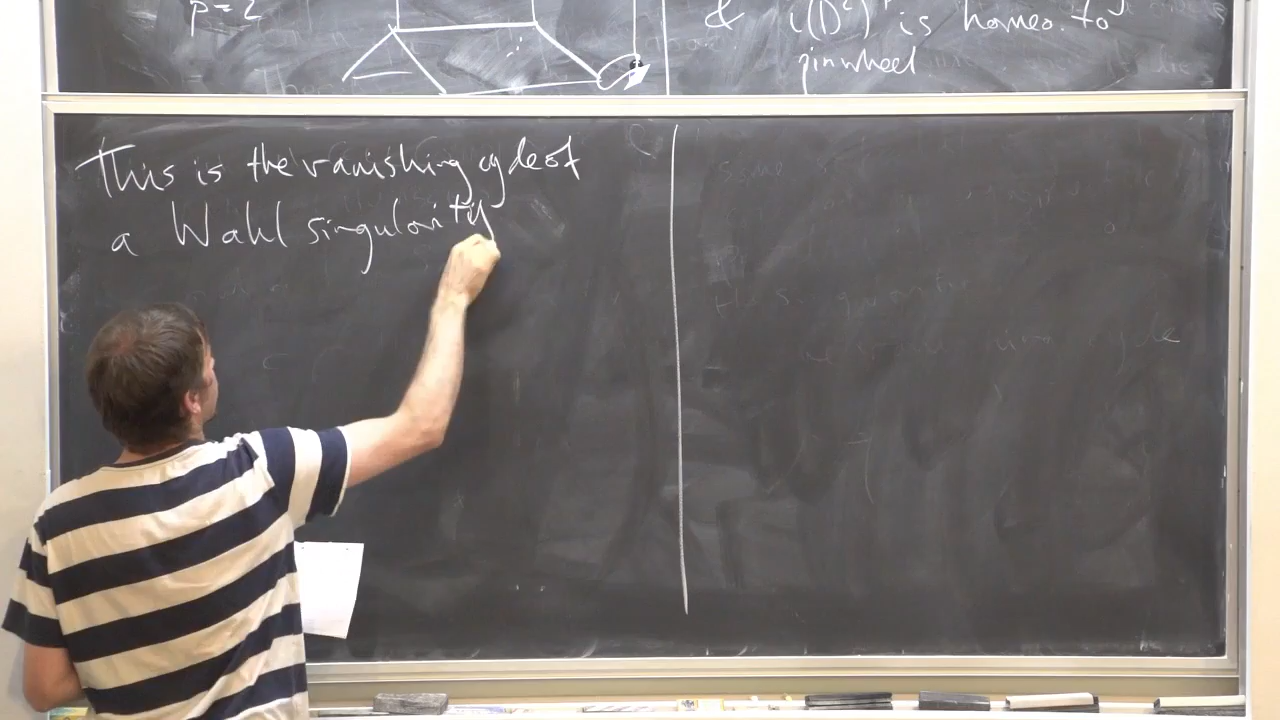 p = 2
& i(D²) is homeo. to
pinwheel
This is the vanishing cycle of
a Wahl singularity